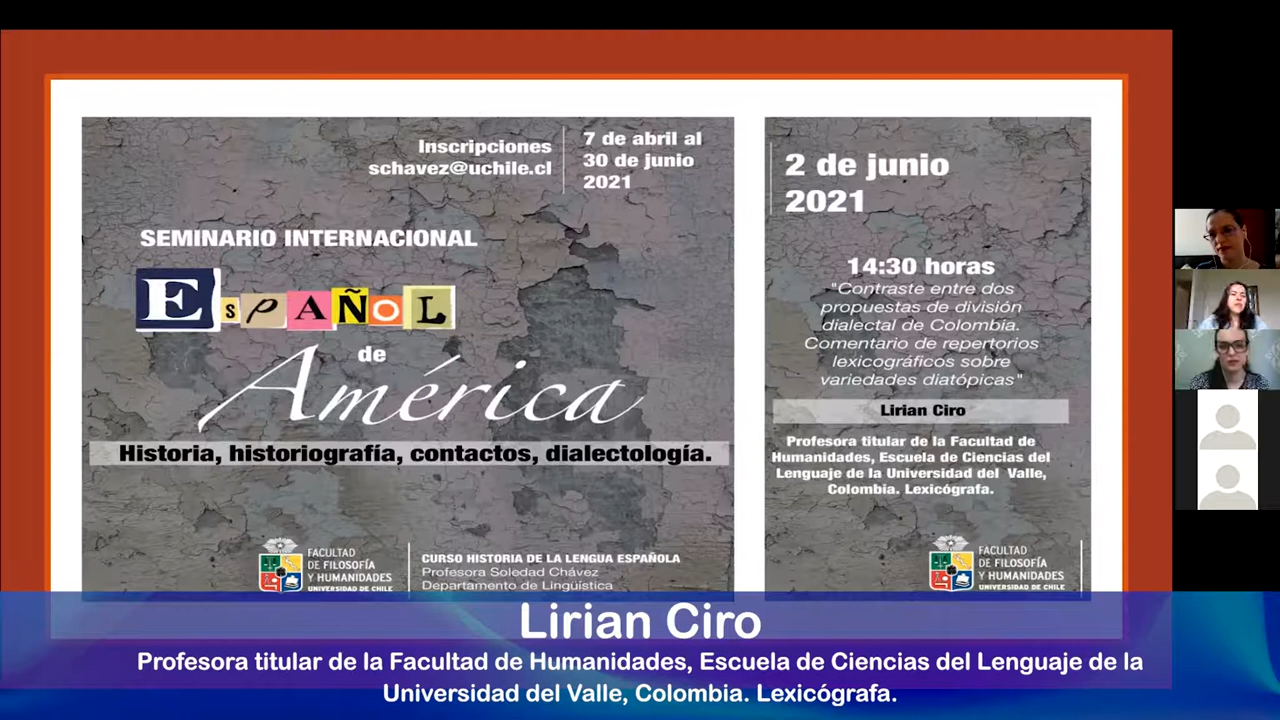 Inscripciones
schavez@uchile.cl
7 de abril al
30 de junio
2021
SEMINARIO INTERNACIONAL
EsPAÑOL
de
América
Historia, historiografía, contactos, dialectología.
FACULTAD
DE FILOSOFÍA
Y HUMANIDADES
UNIVERSIDAD DE CHILE
CURSO HISTORIA DE LA LENGUA ESPAÑOLA
Profesora Soledad Chávez
Departamento de Lingüística
2 de junio
2021
14:30 horas
"Contraste entre dos
propuestas de división
dialectal de Colombia.
Comentario de repertorios
lexicográficos sobre
variedades diatópicas"
Lirian Ciro
Profesora titular de la Facultad de
Humanidades, Escuela de Ciencias del
Lenguaje de la Universidad del Valle,
Colombia. Lexicógrafa.
FACULTAD
DE FILOSOFÍA
Y HUMANIDADES
UNIVERSIDAD DE CHILE
Lirian Ciro
Profesora titular de la Facultad de Humanidades, Escuela de Ciencias del Lenguaje de la
Universidad del Valle, Colombia. Lexicógrafa.